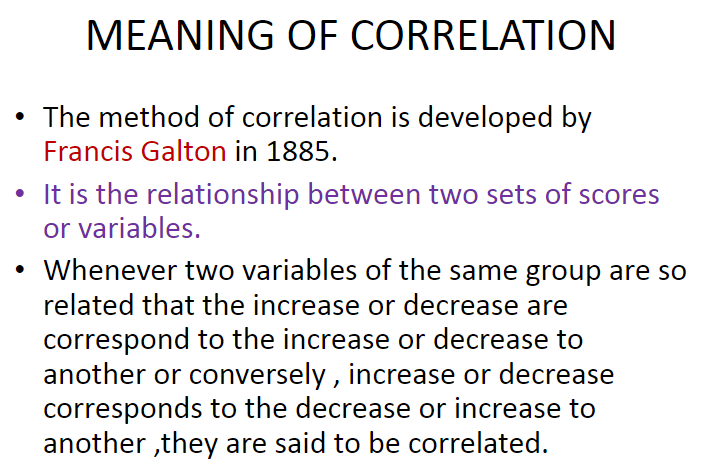 MEANING OF CORRELATION
• The method of correlation is developed by
Francis Galton in 1885.
• It is the relationship between two sets of scores
or variables.
• Whenever two variables of the same group are so
related that the increase or decrease are
correspond to the increase or decrease to
another or conversely , increase or decrease
corresponds to the decrease or increase to
another ,they are said to be correlated.